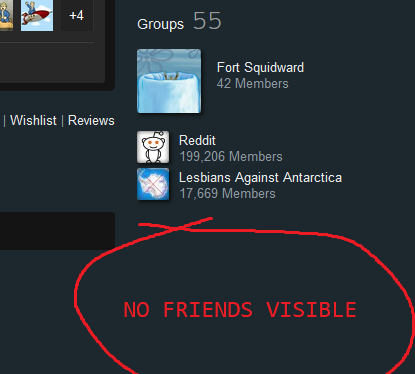 +4
Groups 55
Fort Squidward
42 Members
| Wishlist | Reviews
Reddit
199,206 Members
Lesbians Against Antarctica
17,669 Members
NO FRIENDS VISIBLE